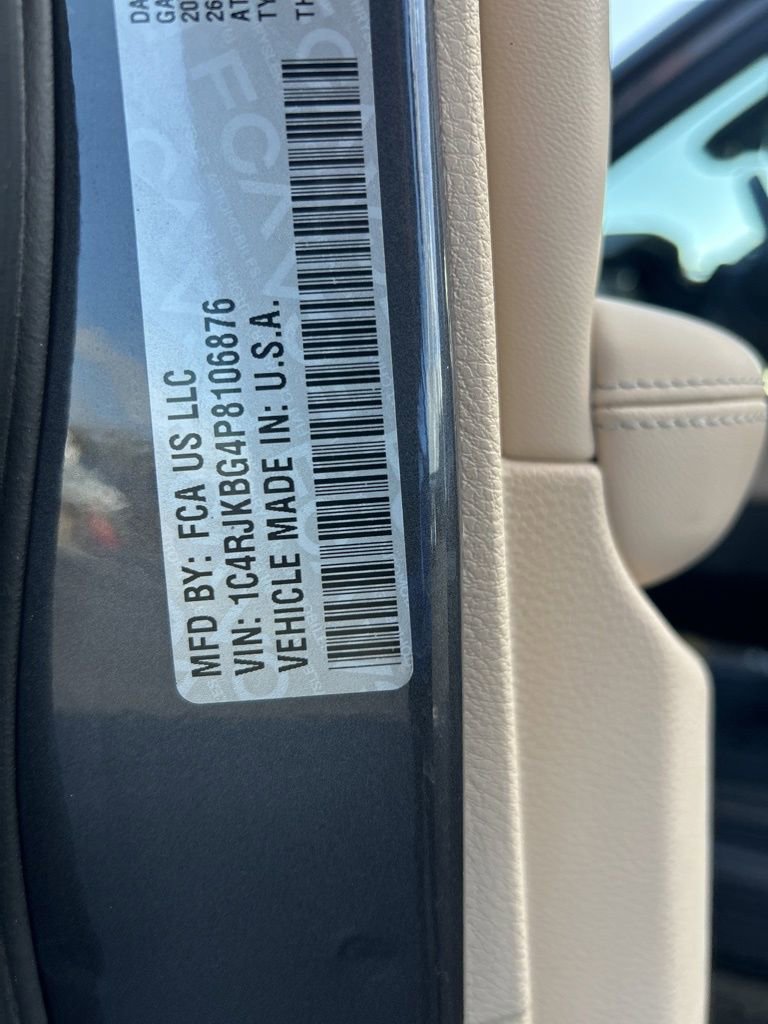 MFD BY: FCA US LLC
VIN: 1C4RJKBG4P8106876
VEHICLE MADE IN: U.S.A.